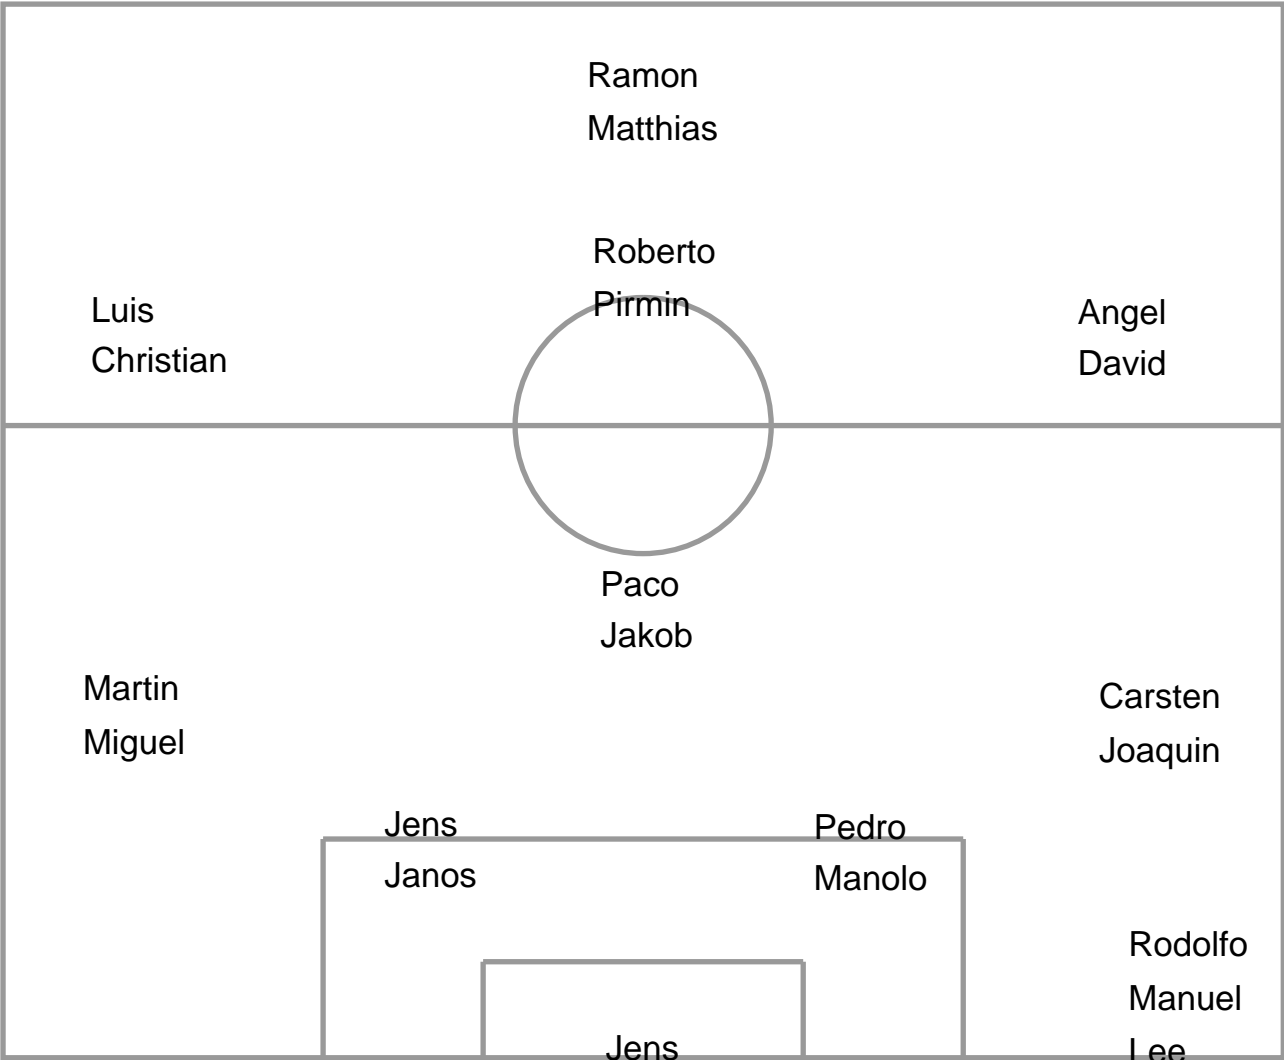 Ramon
Matthias
Roberto
Pirmin
Luis
Christian
Angel
David
Paco
Jakob
Martin
Miguel
Carsten
Joaquin
Jens
Janos
Pedro
Manolo
Rodolfo
Manuel
Lee
Jens